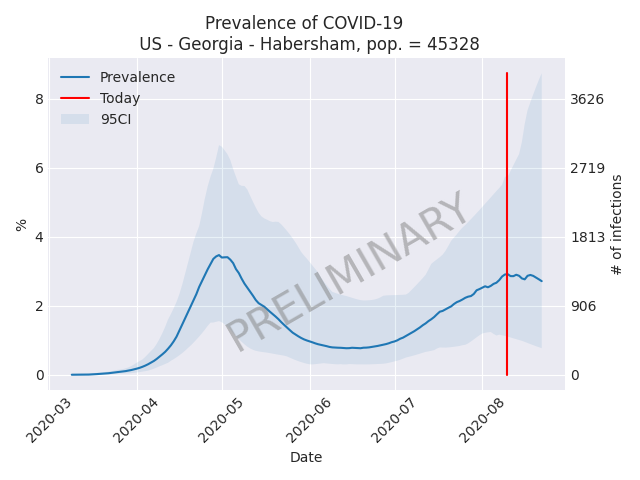 Prevalence of COVID-19
US - Georgia - Habersham, pop. = 45328
Prevalence
Today
95CI
8
6
4
2
0
%
3626
2719
1813
906
0
# of infections
PRELIMINARY
2020-03
2020-04
2020-05
2020-06
2020-07
2020-08
Date